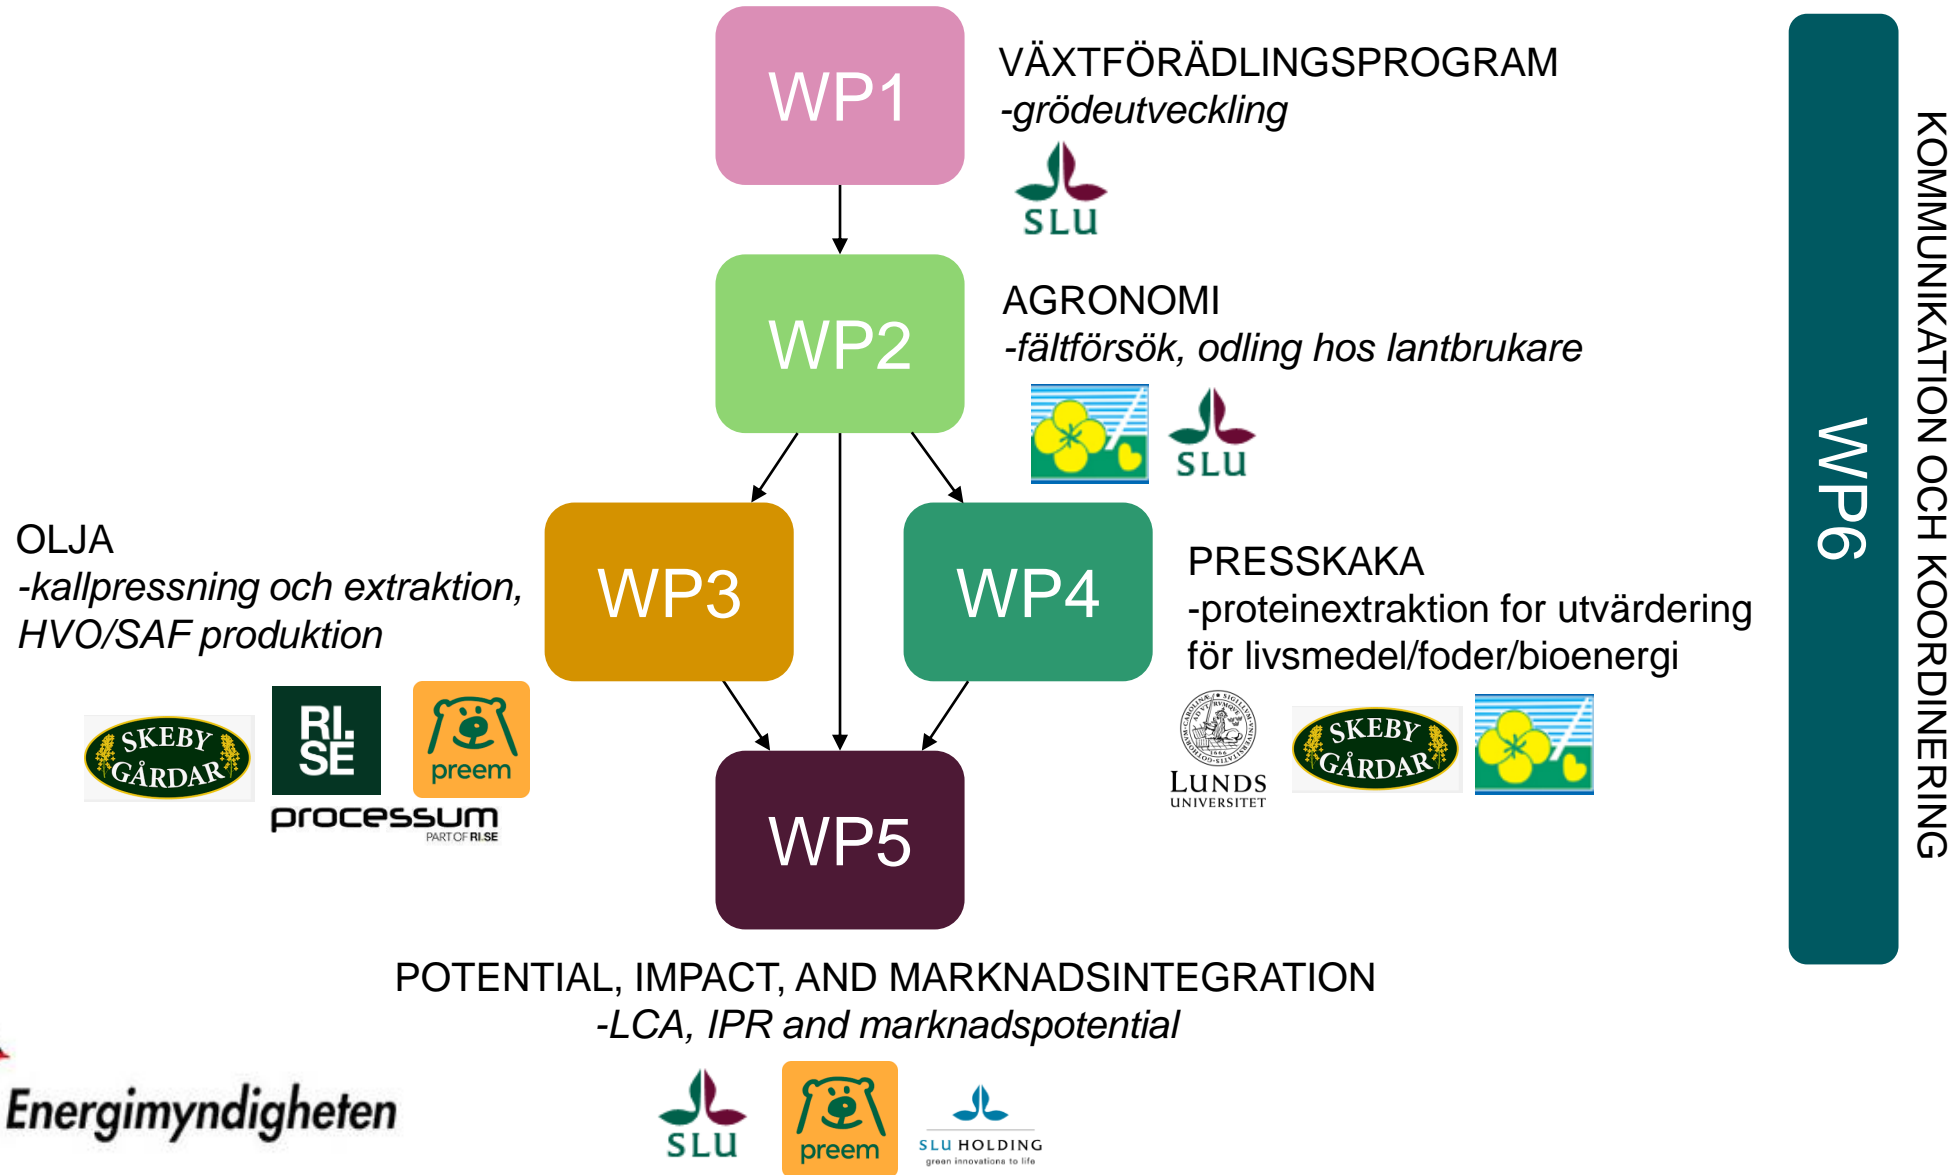 WP1
VÄXTFÖRÄDLINGSPROGRAM
-grödeutveckling
SLU
WP2
AGRONOMI
-fältförsök, odling hos lantbrukare
SLU
OLJA
-kallpressning och extraktion,
HVO/SAF produktion
SKEBY
GÅRDAR
RI.
SE
preem
processum
PART OF RI.SE
WP3
WP4
PRESSKAKA
-proteinextraktion for utvärdering
för livsmedel/foder/bioenergi
LUNDS
UNIVERSITET
SKEBY
GÅRDAR
WP5
POTENTIAL, IMPACT, AND MARKNADSINTEGRATION
-LCA, IPR and marknadspotential
SLU
preem
SLU HOLDING
green innovations to life
Energimyndigheten
WP6
KOMMUNIKATION OCH KOORDINERING